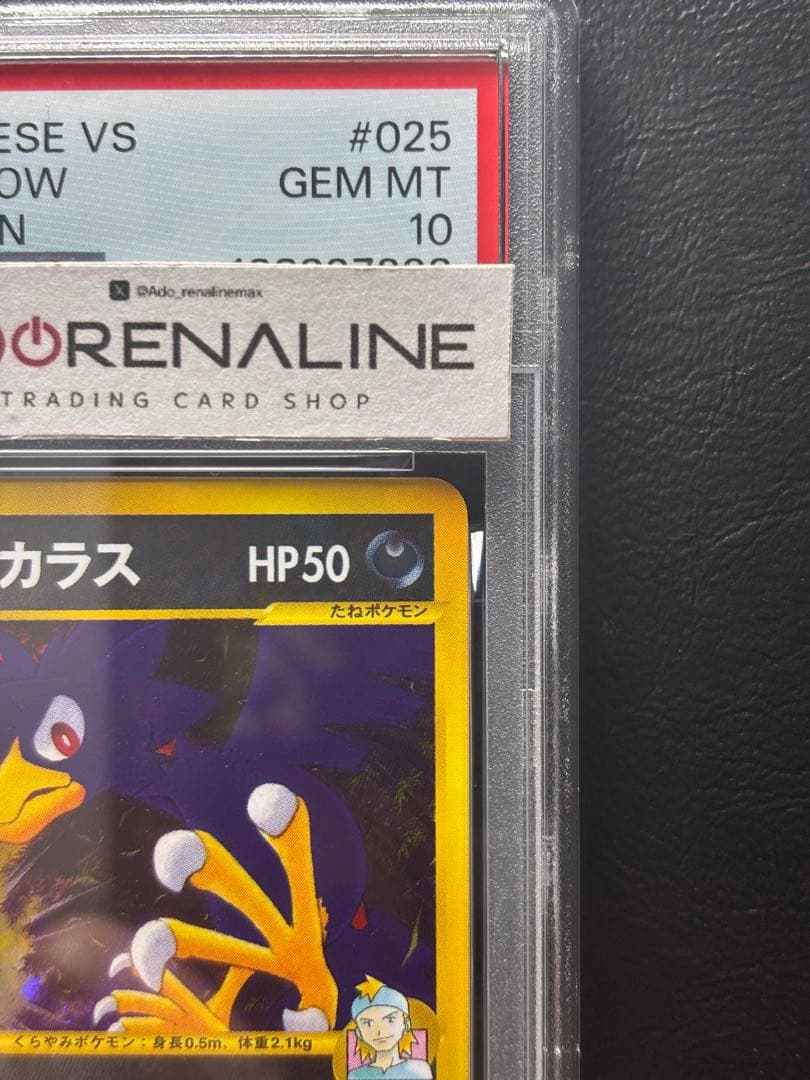 ESE VS #025
OW GEM MT
N 10
@Ado_renalinemax
ORENALINE
TRADING CARD SHOP
カラス HP50
たねポケモン
くらやみポケモン：身長0.5m、体重2.1kg